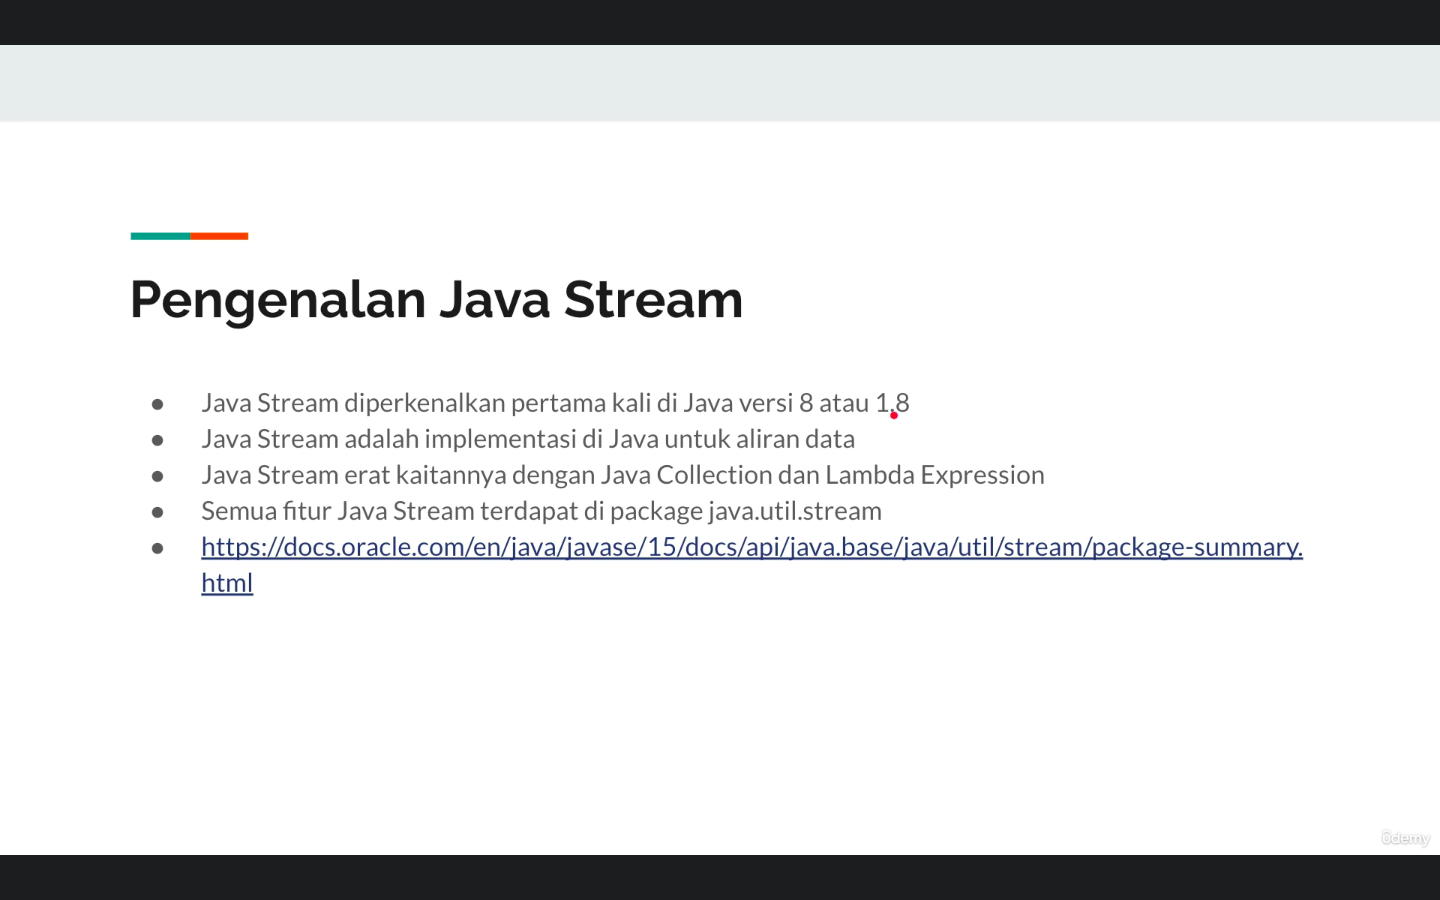 Pengenalan Java Stream
● Java Stream diperkenalkan pertama kali di Java versi 8 atau 1.8
● Java Stream adalah implementasi di Java untuk aliran data
● Java Stream erat kaitannya dengan Java Collection dan Lambda Expression
● Semua fitur Java Stream terdapat di package java.util.stream
● https://docs.oracle.com/en/java/javase/15/docs/api/java.base/java/util/stream/package-summary.
html
ûdemy